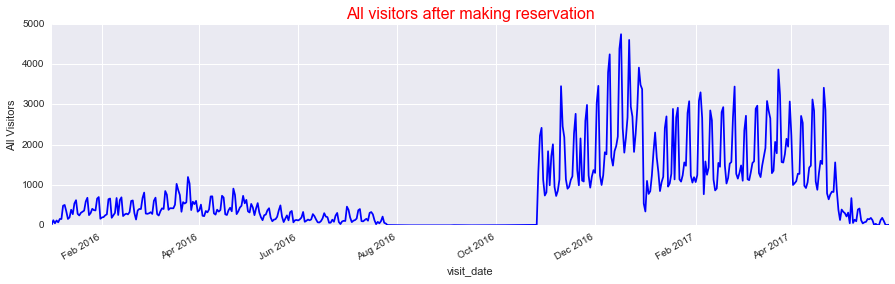 All visitors after making reservation
5000
4000
3000
2000
1000
0
All Visitors
Feb 2016
Apr 2016
Jun 2016
Aug 2016
Oct 2016
Dec 2016
Feb 2017
Apr 2017
visit_date